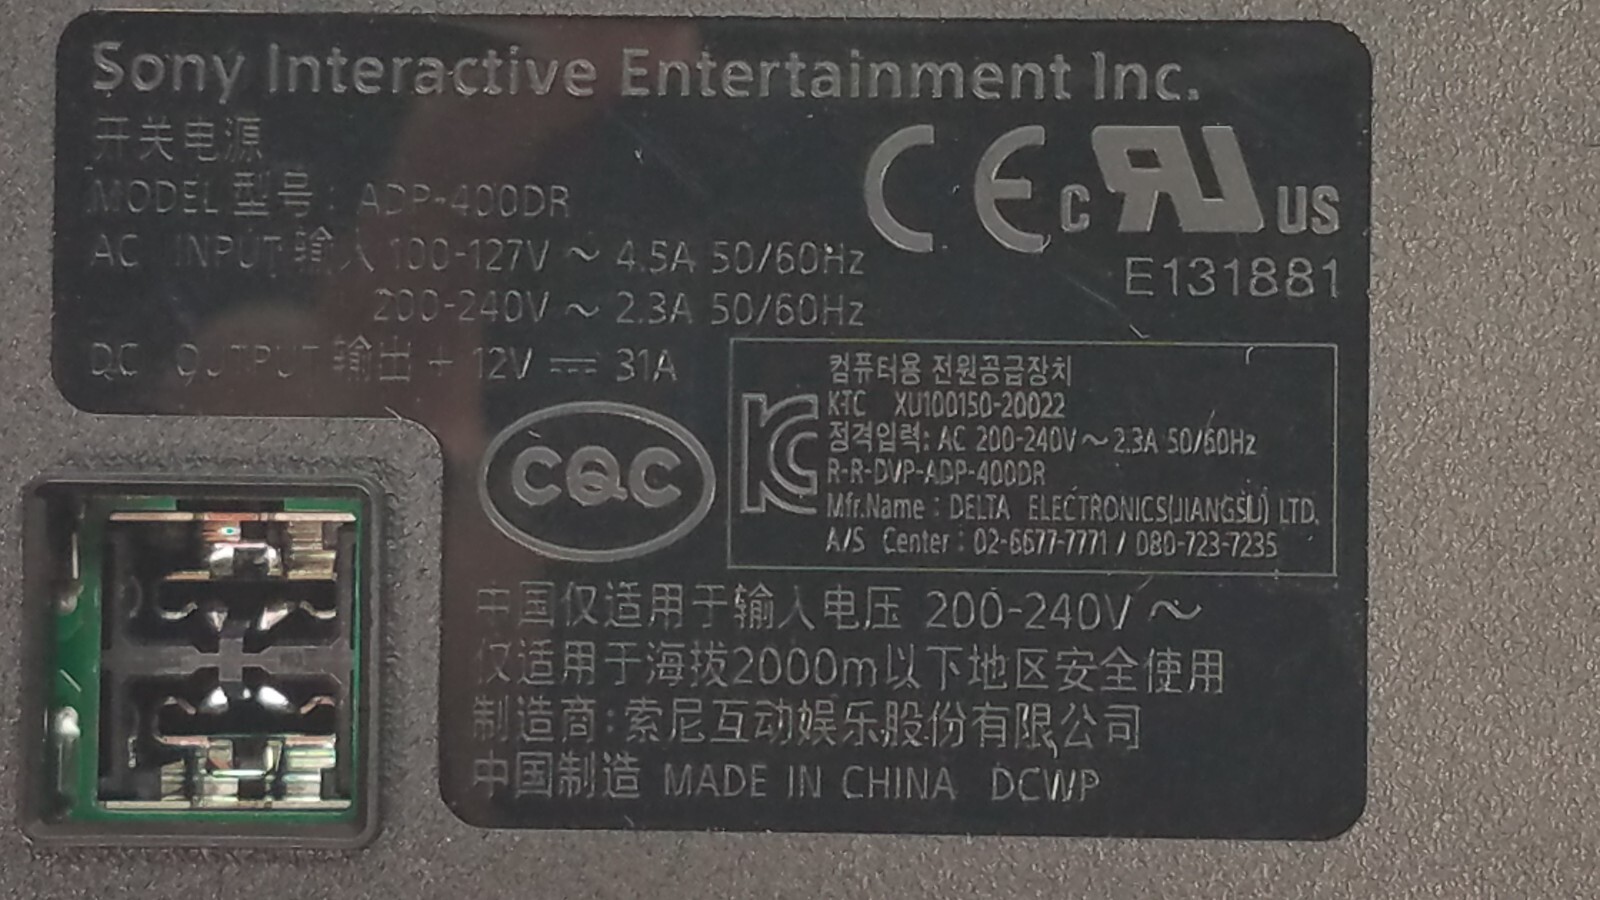 Sony Interactive Entertainment Inc.
开关电源
MODEL 型号: ADP-400DR
AC INPUT 输入 100-127V ~ 4.5A 50/60Hz
200-240V ~ 2.3A 50/60Hz
DC OUTPUT 输出 + 12V ⎓ 31A
CE c RU US
E131881
CQC
KC
컴퓨터용 전원공급장치
KTC XU100150-20022
정격입력: AC 200-240V ~ 2.3A 50/60Hz
R-R-DVP-ADP-400DR
Mfr.Name : DELTA ELECTRONICS(JIANGSU) LTD.
A/S Center : 02-6677-7771 / 080-723-7235
中国仅适用于输入电压 200-240V ~
仅适用于海拔2000m以下地区安全使用
制造商:索尼互动娱乐股份有限公司
中国制造 MADE IN CHINA DCWP